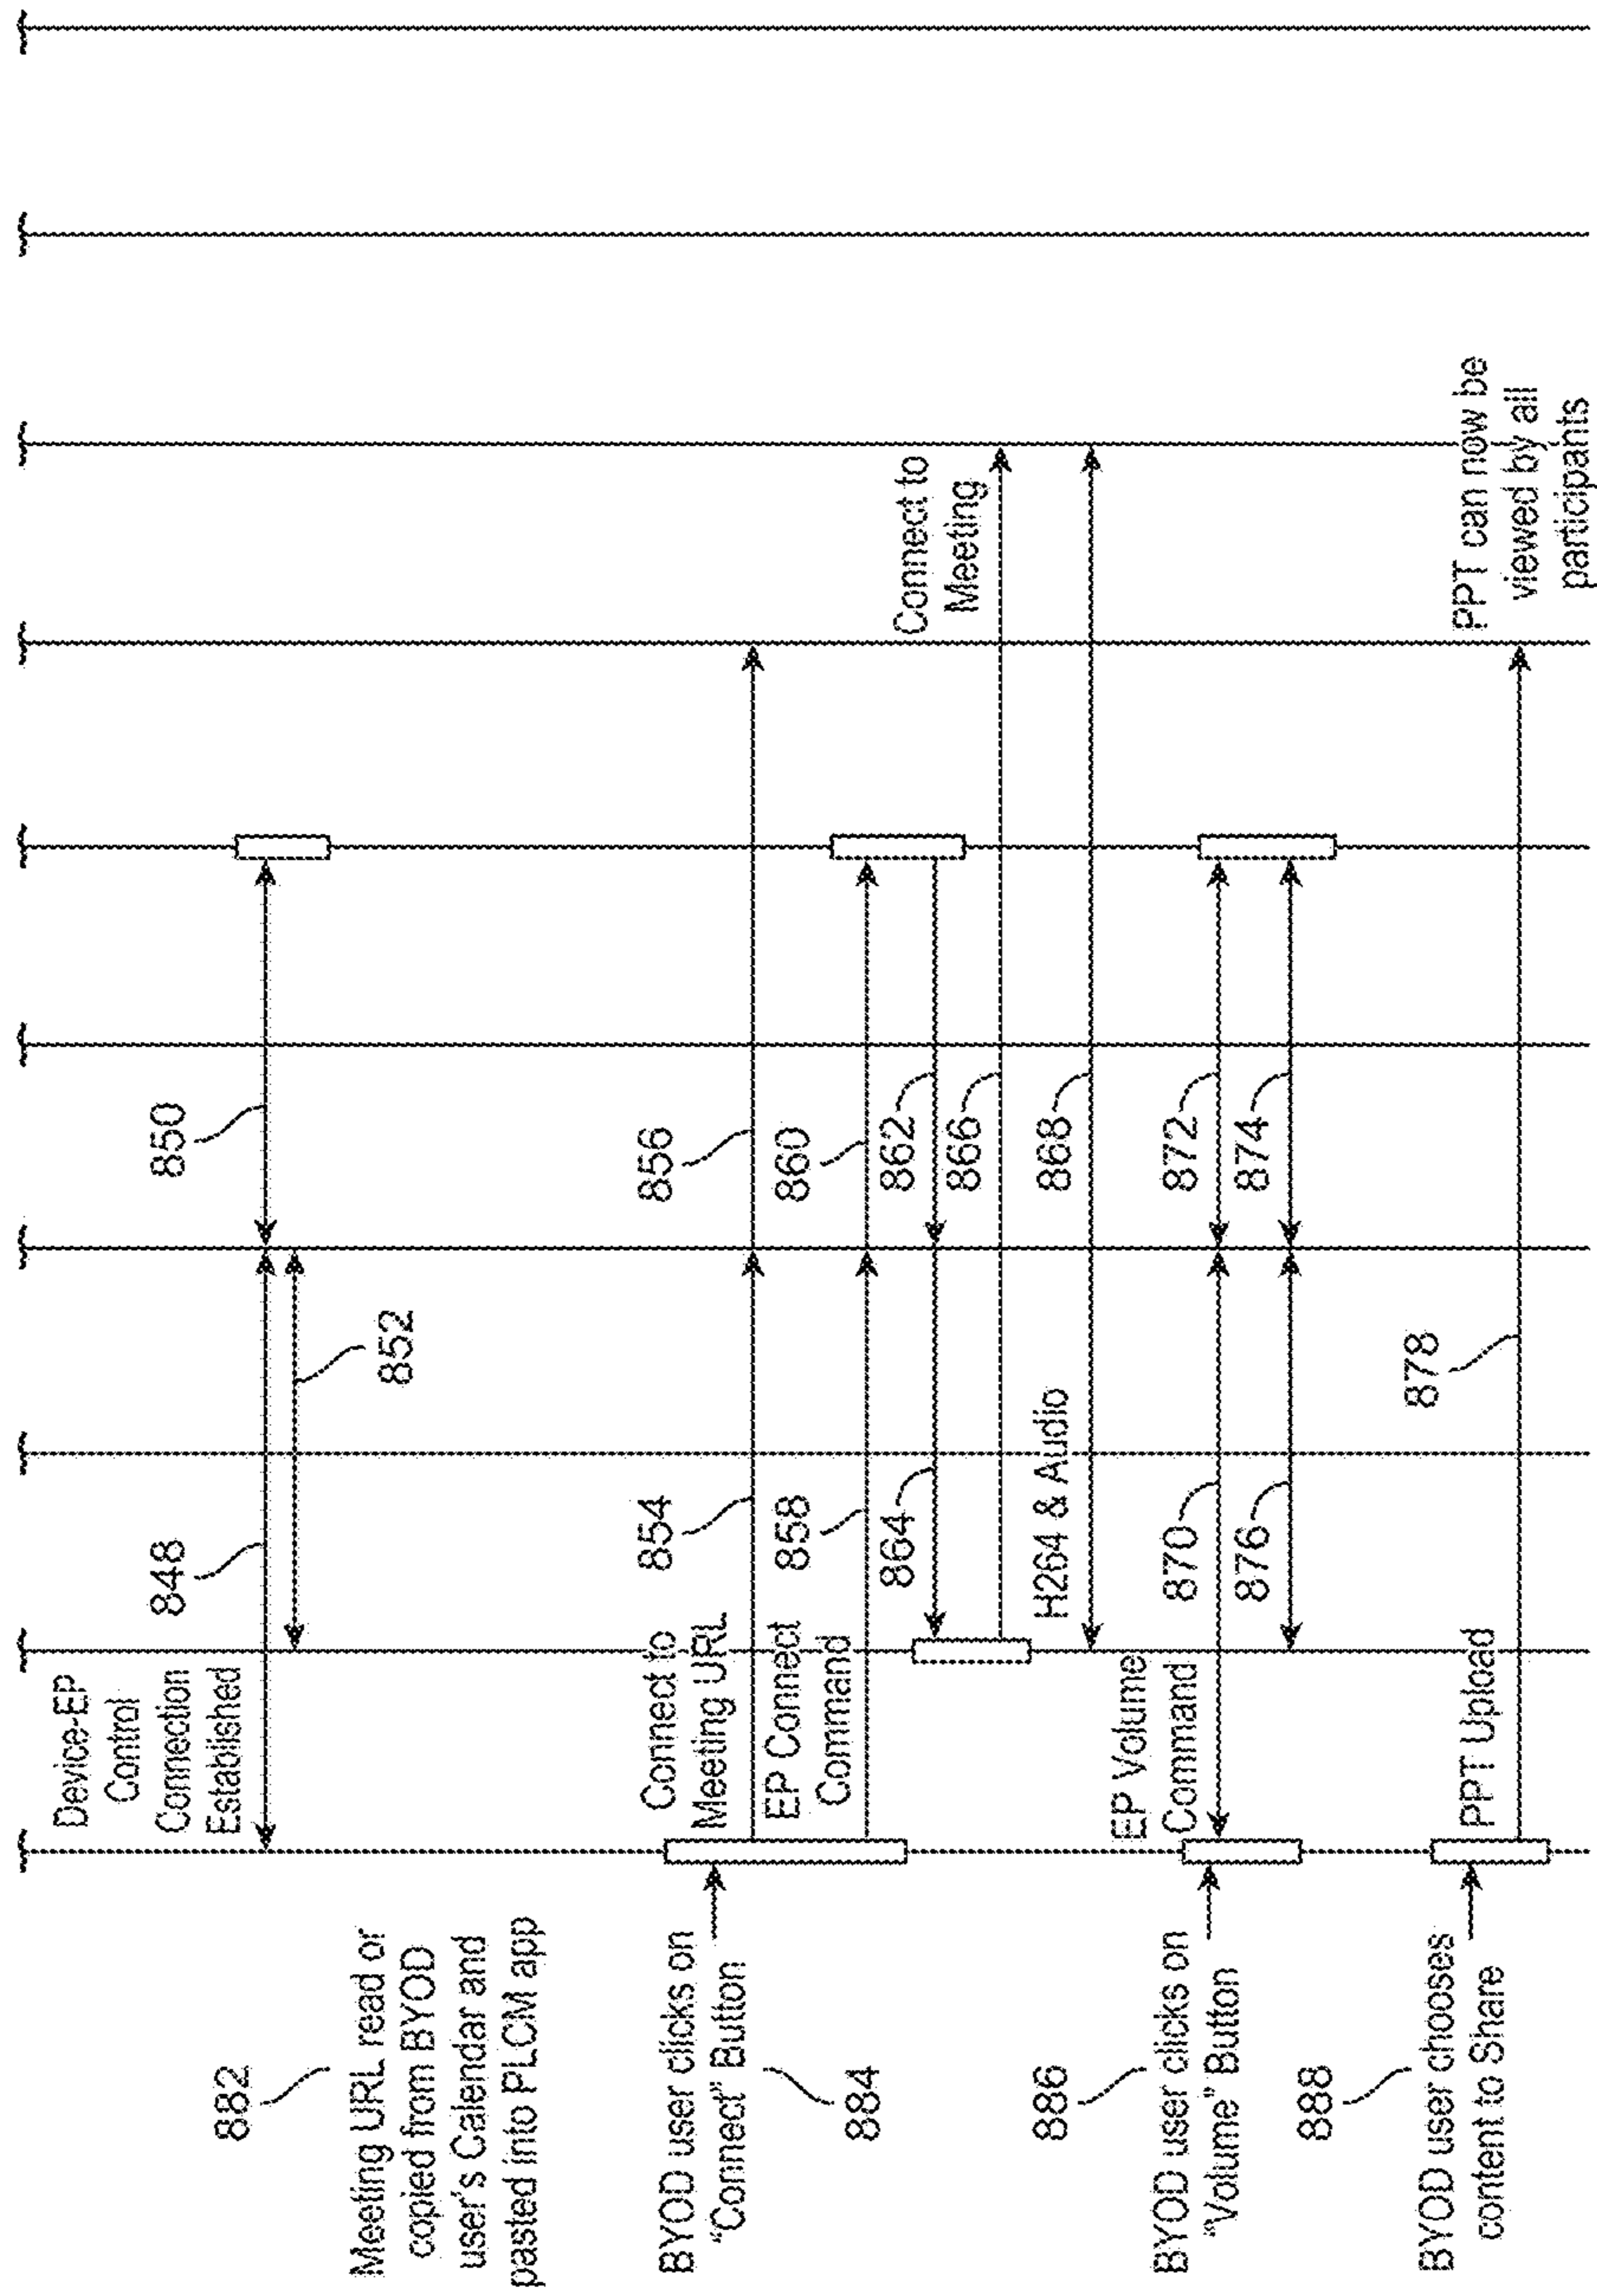 882
Meeting URL read or
copied from BYOD
user's Calendar and
pasted into PLCM app
Device-EP
Control
Connection
Established
848
850
852
BYOD user clicks on
"Connect" Button
884
Connect to
Meeting URL
854
856
EP Connect
Command
858
860
864
862
866
Connect to
Meeting
H264 & Audio
868
886
BYOD user clicks on
"Volume" Button
EP Volume
Command
870
872
876
874
888
BYOD user chooses
content to Share
PPT Upload
878
PPT can now be
viewed by all
participants